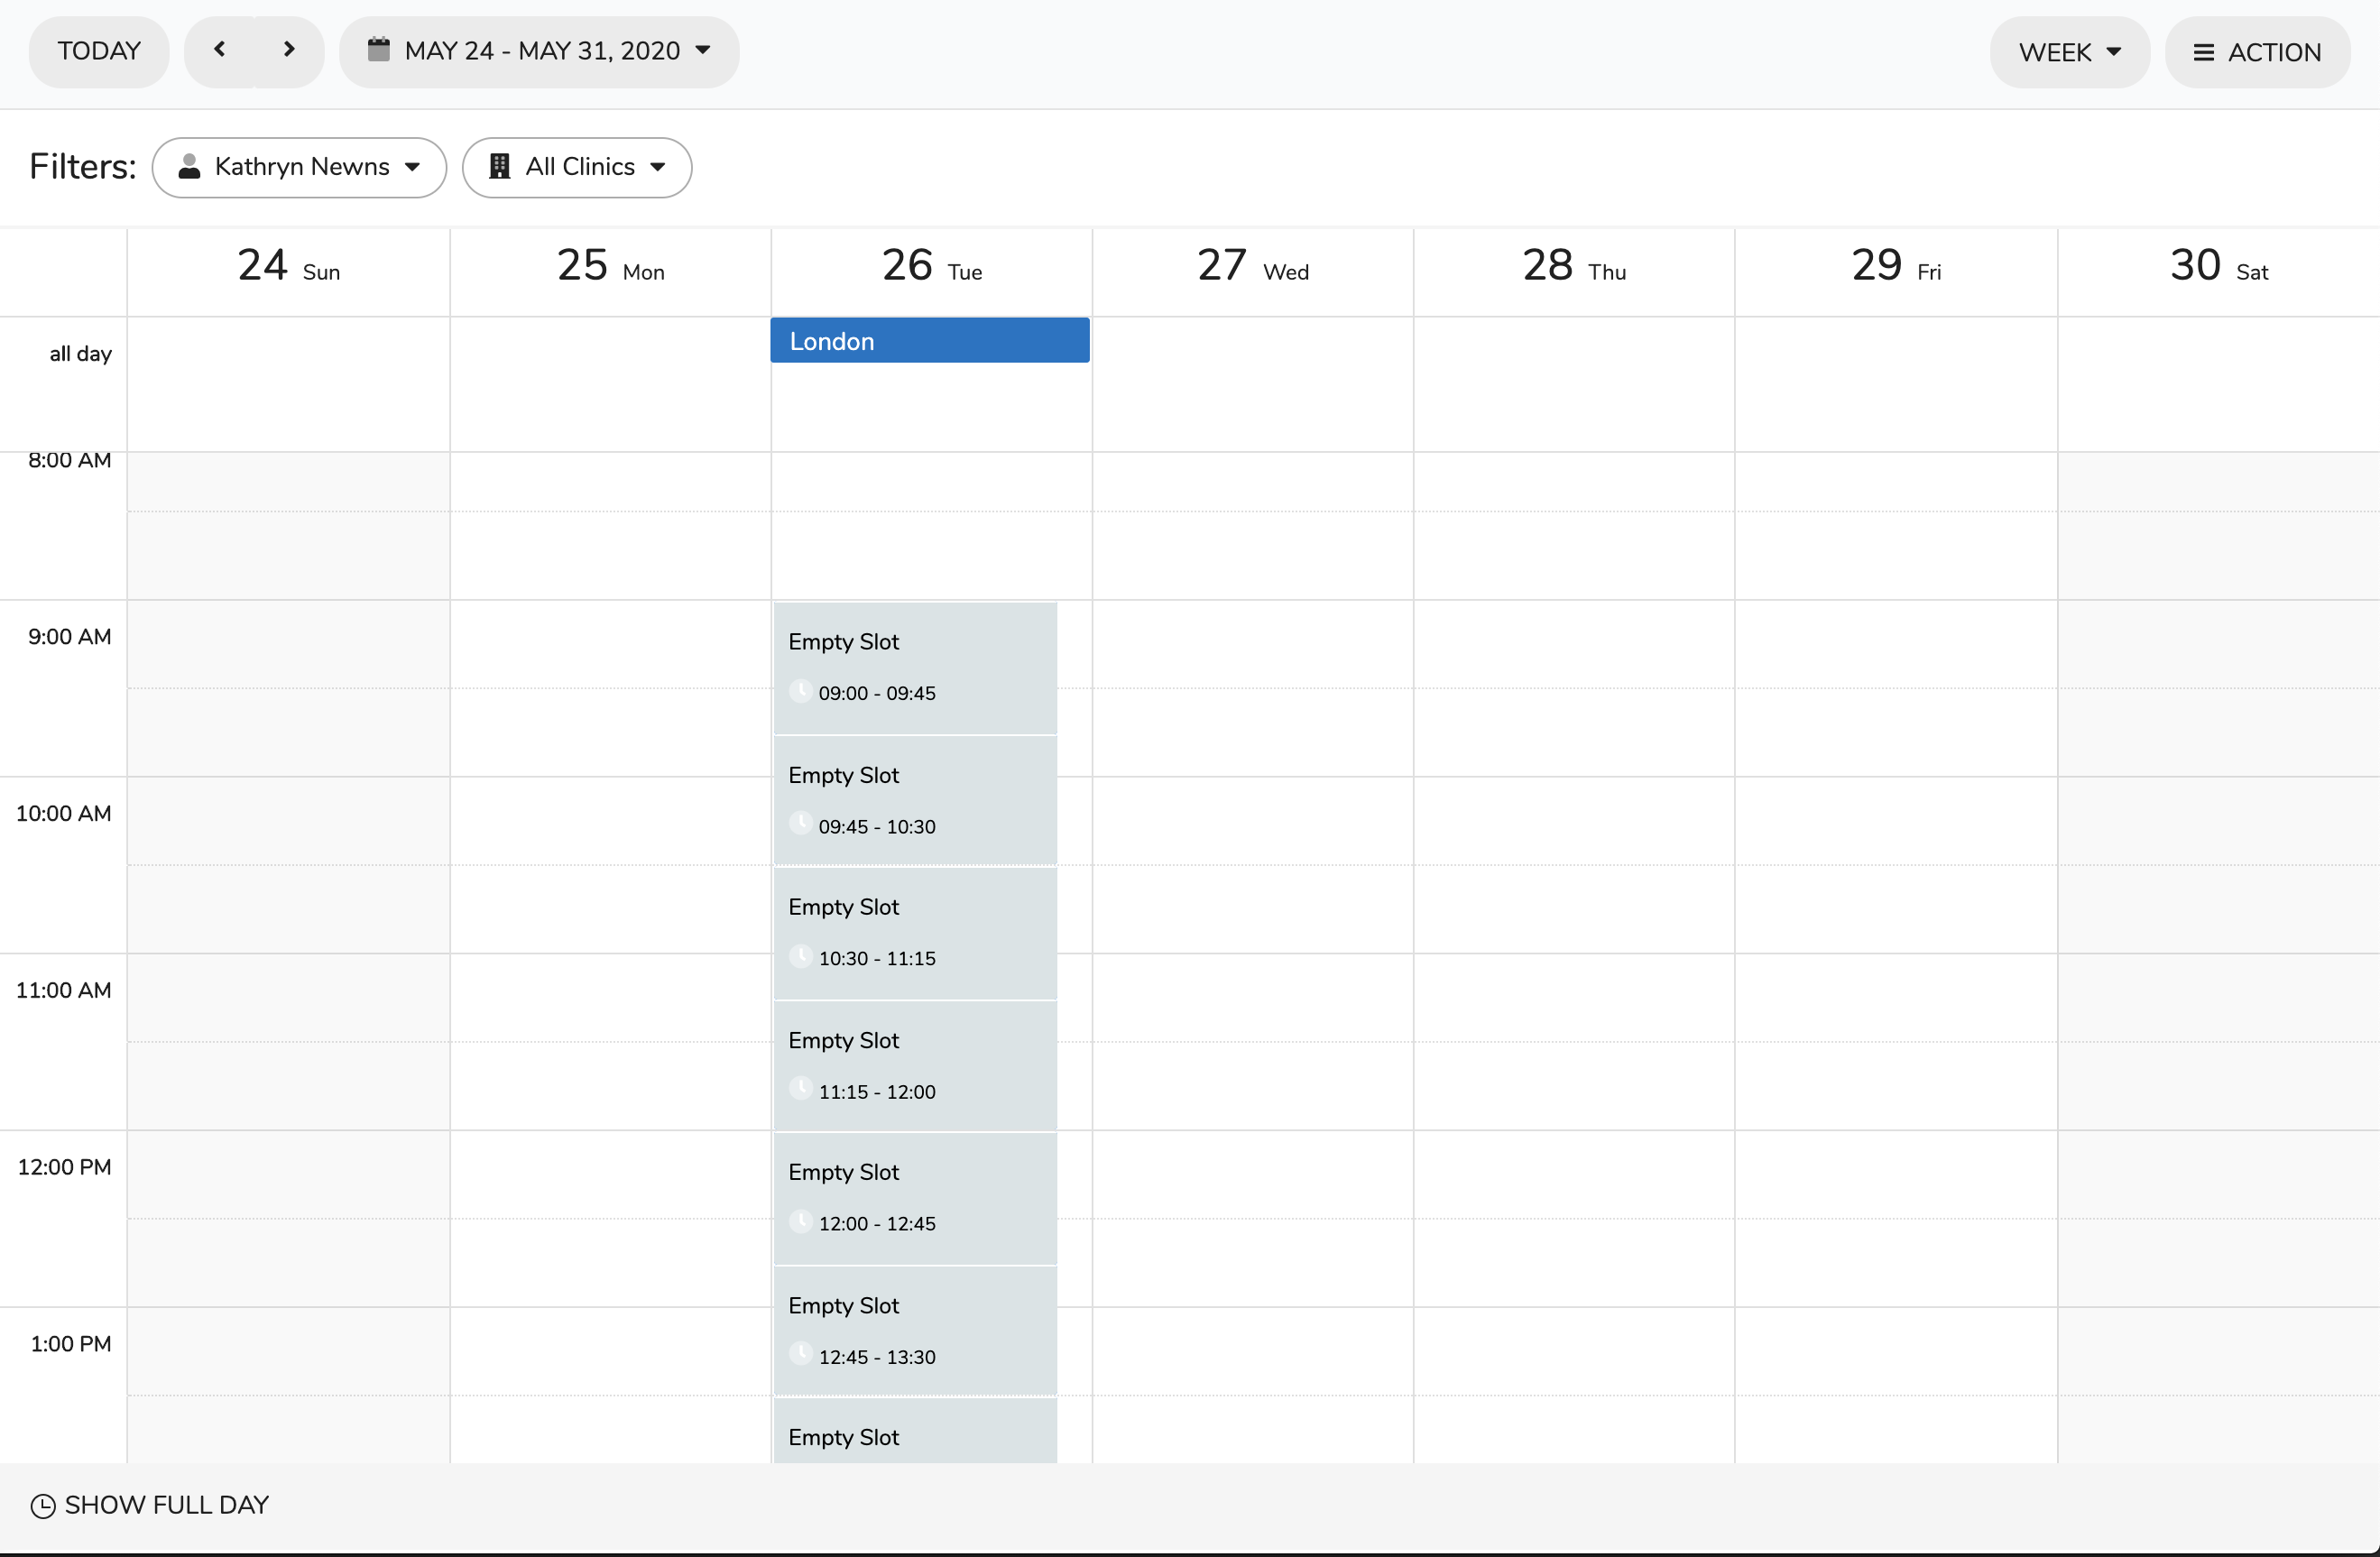 TODAY
MAY 24 - MAY 31, 2020
WEEK
ACTION
Filters:
Kathryn Newns
All Clinics
24 Sun
25 Mon
26 Tue
27 Wed
28 Thu
29 Fri
30 Sat
all day
London
8:00 AM
9:00 AM
Empty Slot
09:00 - 09:45
Empty Slot
10:00 AM
09:45 - 10:30
Empty Slot
10:30 - 11:15
11:00 AM
Empty Slot
11:15 - 12:00
12:00 PM
Empty Slot
12:00 - 12:45
Empty Slot
1:00 PM
12:45 - 13:30
Empty Slot
SHOW FULL DAY